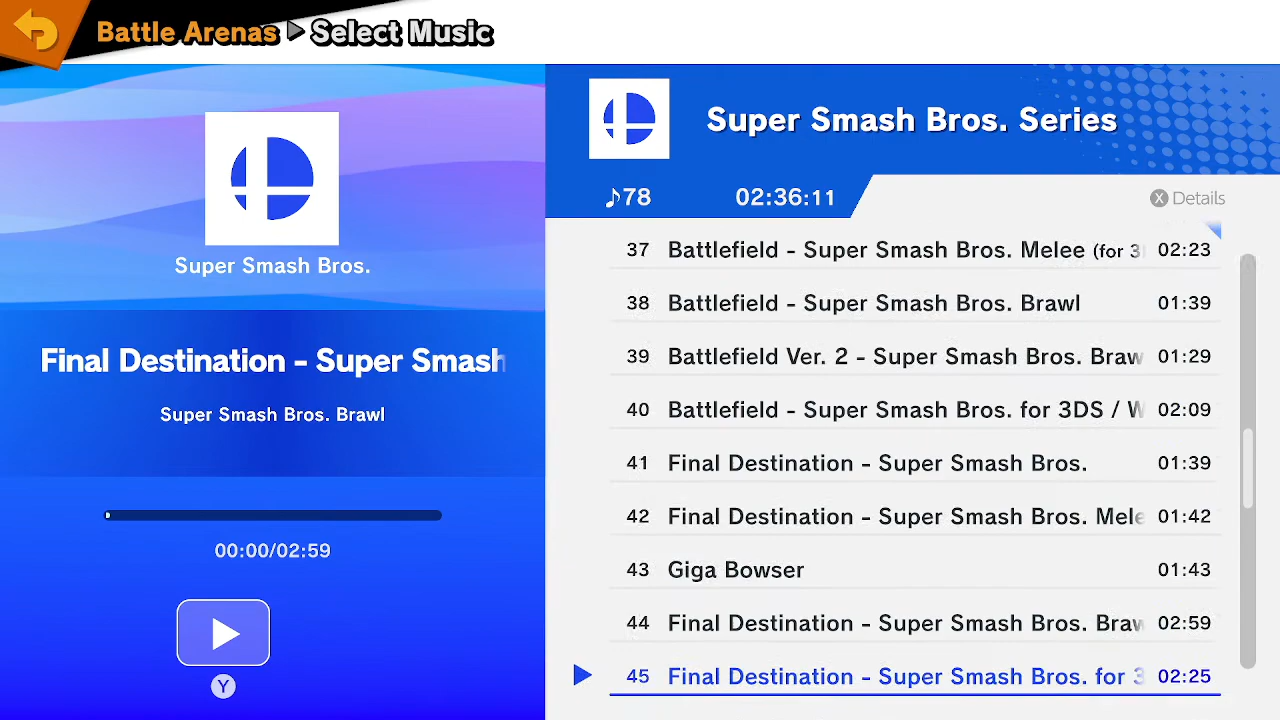 Battle Arenas ▶ Select Music
Super Smash Bros.
Final Destination - Super Smash
Super Smash Bros. Brawl
00:00/02:59
Y
Super Smash Bros. Series
♪78 02:36:11
X Details
37 Battlefield - Super Smash Bros. Melee (for 3 02:23
38 Battlefield - Super Smash Bros. Brawl 01:39
39 Battlefield Ver. 2 - Super Smash Bros. Braw 01:29
40 Battlefield - Super Smash Bros. for 3DS / W 02:09
41 Final Destination - Super Smash Bros. 01:39
42 Final Destination - Super Smash Bros. Mele 01:42
43 Giga Bowser 01:43
44 Final Destination - Super Smash Bros. Braw 02:59
45 Final Destination - Super Smash Bros. for 3 02:25